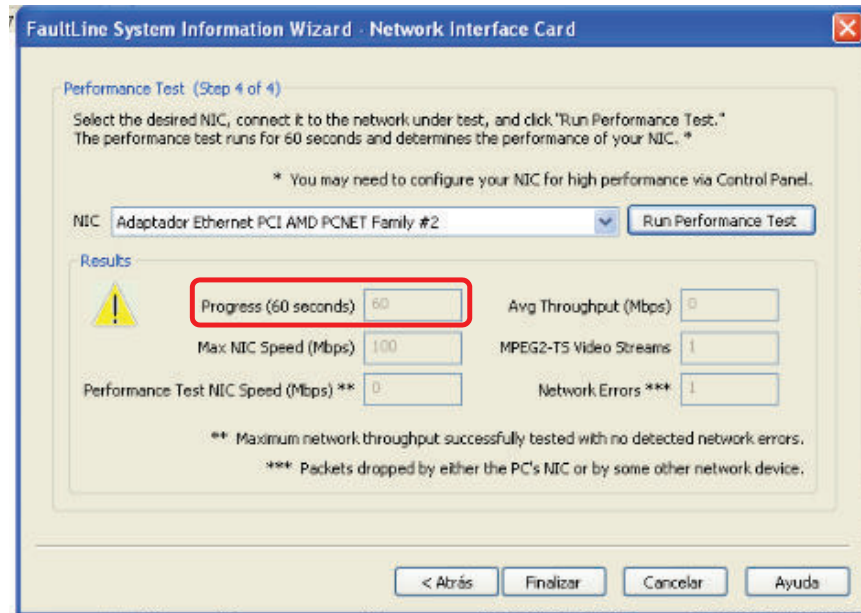 FaultLine System Information Wizard - Network Interface Card
Performance Test (Step 4 of 4)
Select the desired NIC, connect it to the network under test, and click "Run Performance Test."
The performance test runs for 60 seconds and determines the performance of your NIC. *
* You may need to configure your NIC for high performance via Control Panel.
NIC Adaptador Ethernet PCI AMD PCNET Family #2 Run Performance Test
Results
Progress (60 seconds) 60 Avg Throughput (Mbps) 0
Max NIC Speed (Mbps) 100 MPEG2-TS Video Streams 1
Performance Test NIC Speed (Mbps) ** 0 Network Errors *** 1
** Maximum network throughput successfully tested with no detected network errors.
*** Packets dropped by either the PC's NIC or by some other network device.
< Atrás Finalizar Cancelar Ayuda